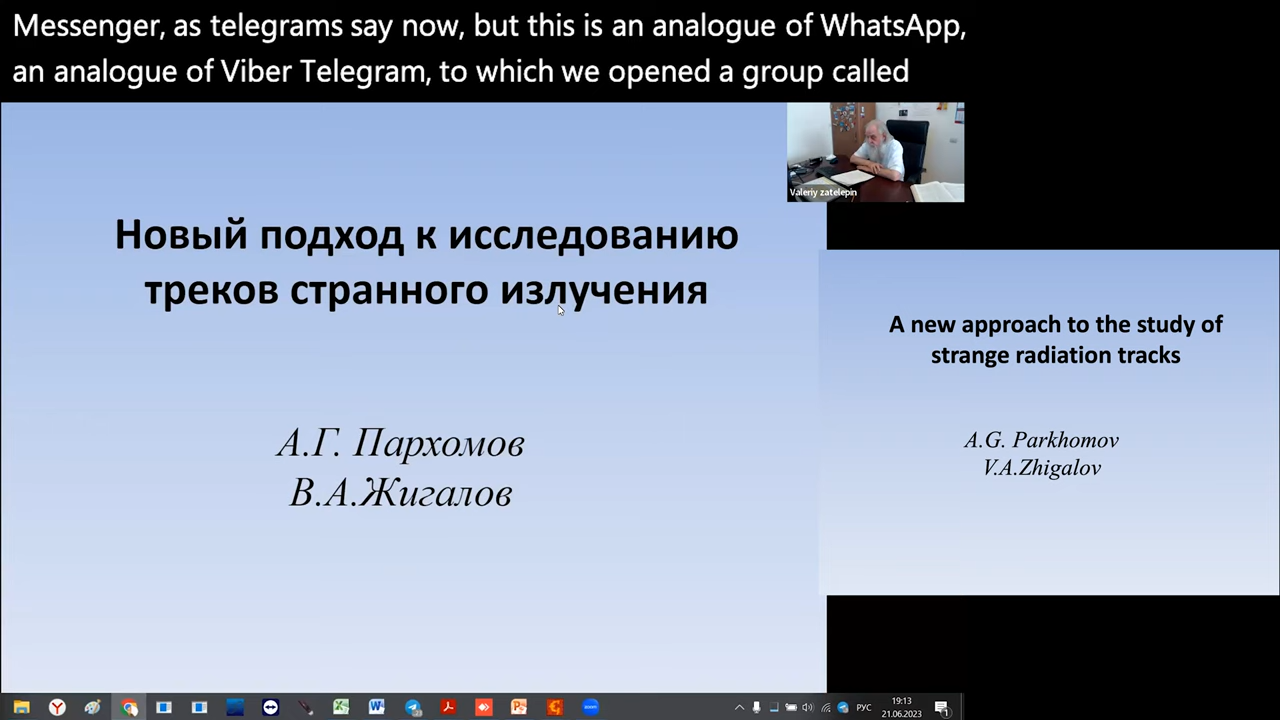 Messenger, as telegrams say now, but this is an analogue of WhatsApp,
an analogue of Viber Telegram, to which we opened a group called
Valeriy zatelepin
Новый подход к исследованию
треков странного излучения
А.Г. Пархомов
В.А.Жигалов
A new approach to the study of
strange radiation tracks
A.G. Parkhomov
V.A.Zhigalov
РУС
19:13
21.06.2023